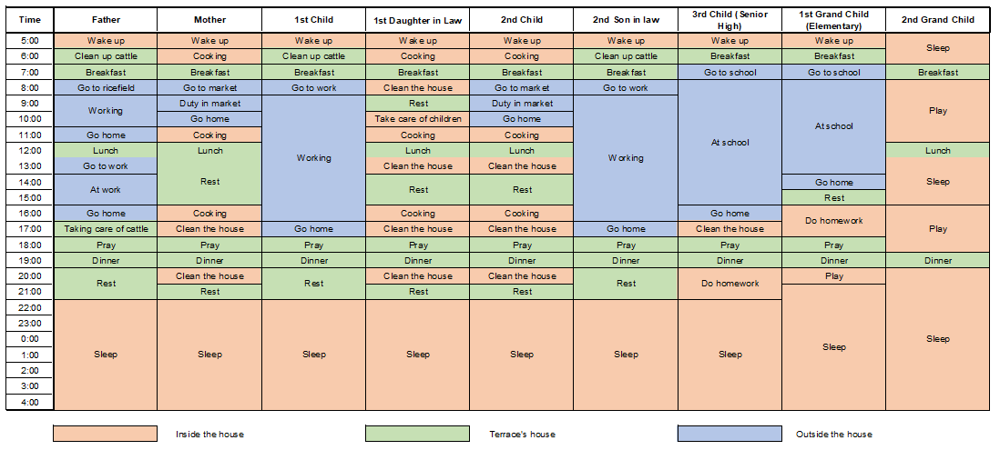 Time Father Mother 1st Child 1st Daughter in Law 2nd Child 2nd Son in law 3rd Child (Senior High) 1st Grand Child (Elementary) 2nd Grand Child
5:00 Wake up Wake up Wake up Wake up Wake up Wake up Wake up Wake up Sleep
6:00 Clean up cattle Cooking Clean up cattle Cooking Cooking Clean up cattle Breakfast Breakfast
7:00 Breakfast Breakfast Breakfast Breakfast Breakfast Breakfast Go to school Go to school Breakfast
8:00 Go to ricefield Go to market Go to work Clean the house Go to market Go to work At school At school Play
9:00 Working Duty in market Working Rest Duty in market Working
10:00 Go home Take care of children Go home
11:00 Go home Cooking Cooking Cooking
12:00 Lunch Lunch Lunch Lunch Lunch
13:00 Go to work Rest Clean the house Clean the house Sleep
14:00 At work Rest Rest Go home
15:00 Rest
16:00 Go home Cooking Cooking Cooking Go home Do homework Play
17:00 Taking care of cattle Clean the house Go home Clean the house Clean the house Go home Clean the house
18:00 Pray Pray Pray Pray Pray Pray Pray Pray
19:00 Dinner Dinner Dinner Dinner Dinner Dinner Dinner Dinner Dinner
20:00 Rest Clean the house Rest Clean the house Clean the house Rest Do homework Play Sleep
21:00 Rest Rest Rest Sleep
22:00 Sleep Sleep Sleep Sleep Sleep Sleep Sleep
23:00
0:00
1:00
2:00
3:00
4:00
Inside the house Terrace's house Outside the house